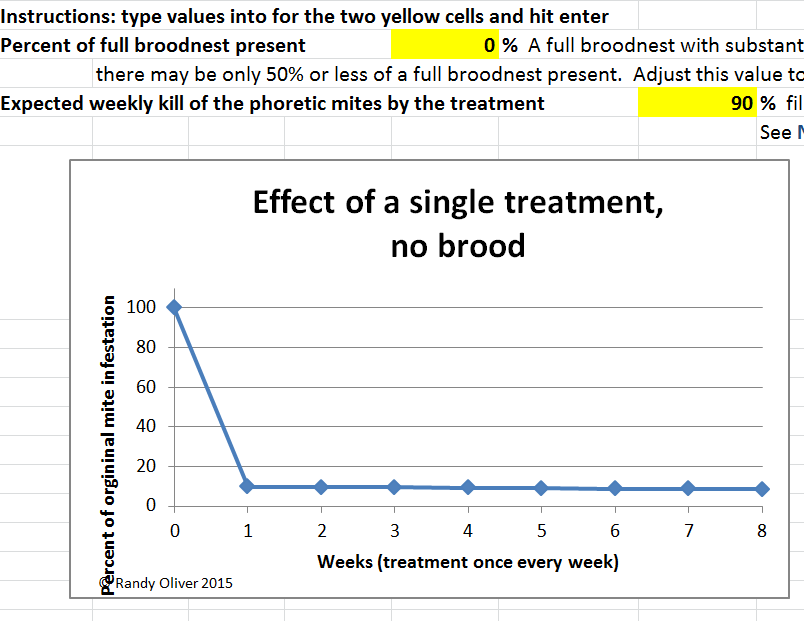 Instructions: type values into for the two yellow cells and hit enter
Percent of full broodnest present 0 % A full broodnest with substant
there may be only 50% or less of a full broodnest present. Adjust this value to
Expected weekly kill of the phoretic mites by the treatment 90 % fil
See
Effect of a single treatment,
no brood
Percent of orgininal mite infestation
100
80
60
40
20
0
0 1 2 3 4 5 6 7 8
Weeks (treatment once every week)
© Randy Oliver 2015